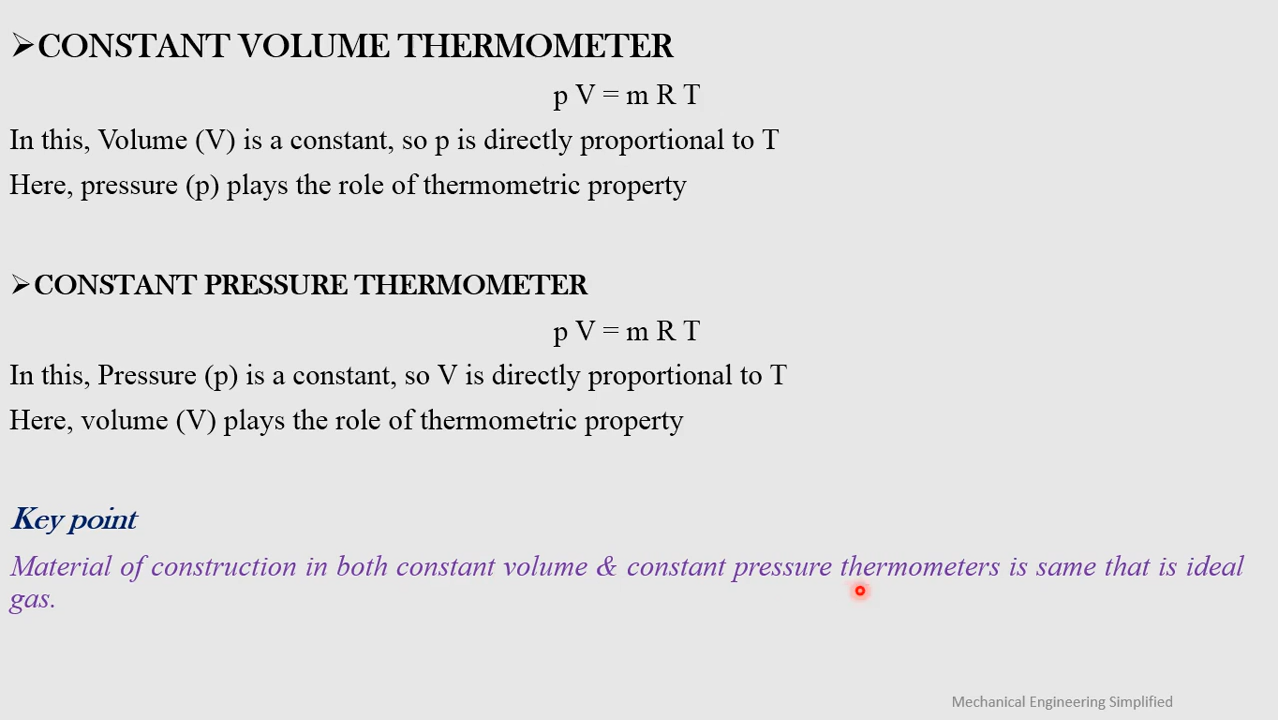 ➢CONSTANT VOLUME THERMOMETER
p V = m R T
In this, Volume (V) is a constant, so p is directly proportional to T
Here, pressure (p) plays the role of thermometric property
➢CONSTANT PRESSURE THERMOMETER
p V = m R T
In this, Pressure (p) is a constant, so V is directly proportional to T
Here, volume (V) plays the role of thermometric property
Key point
Material of construction in both constant volume & constant pressure thermometers is same that is ideal
gas.
Mechanical Engineering Simplified